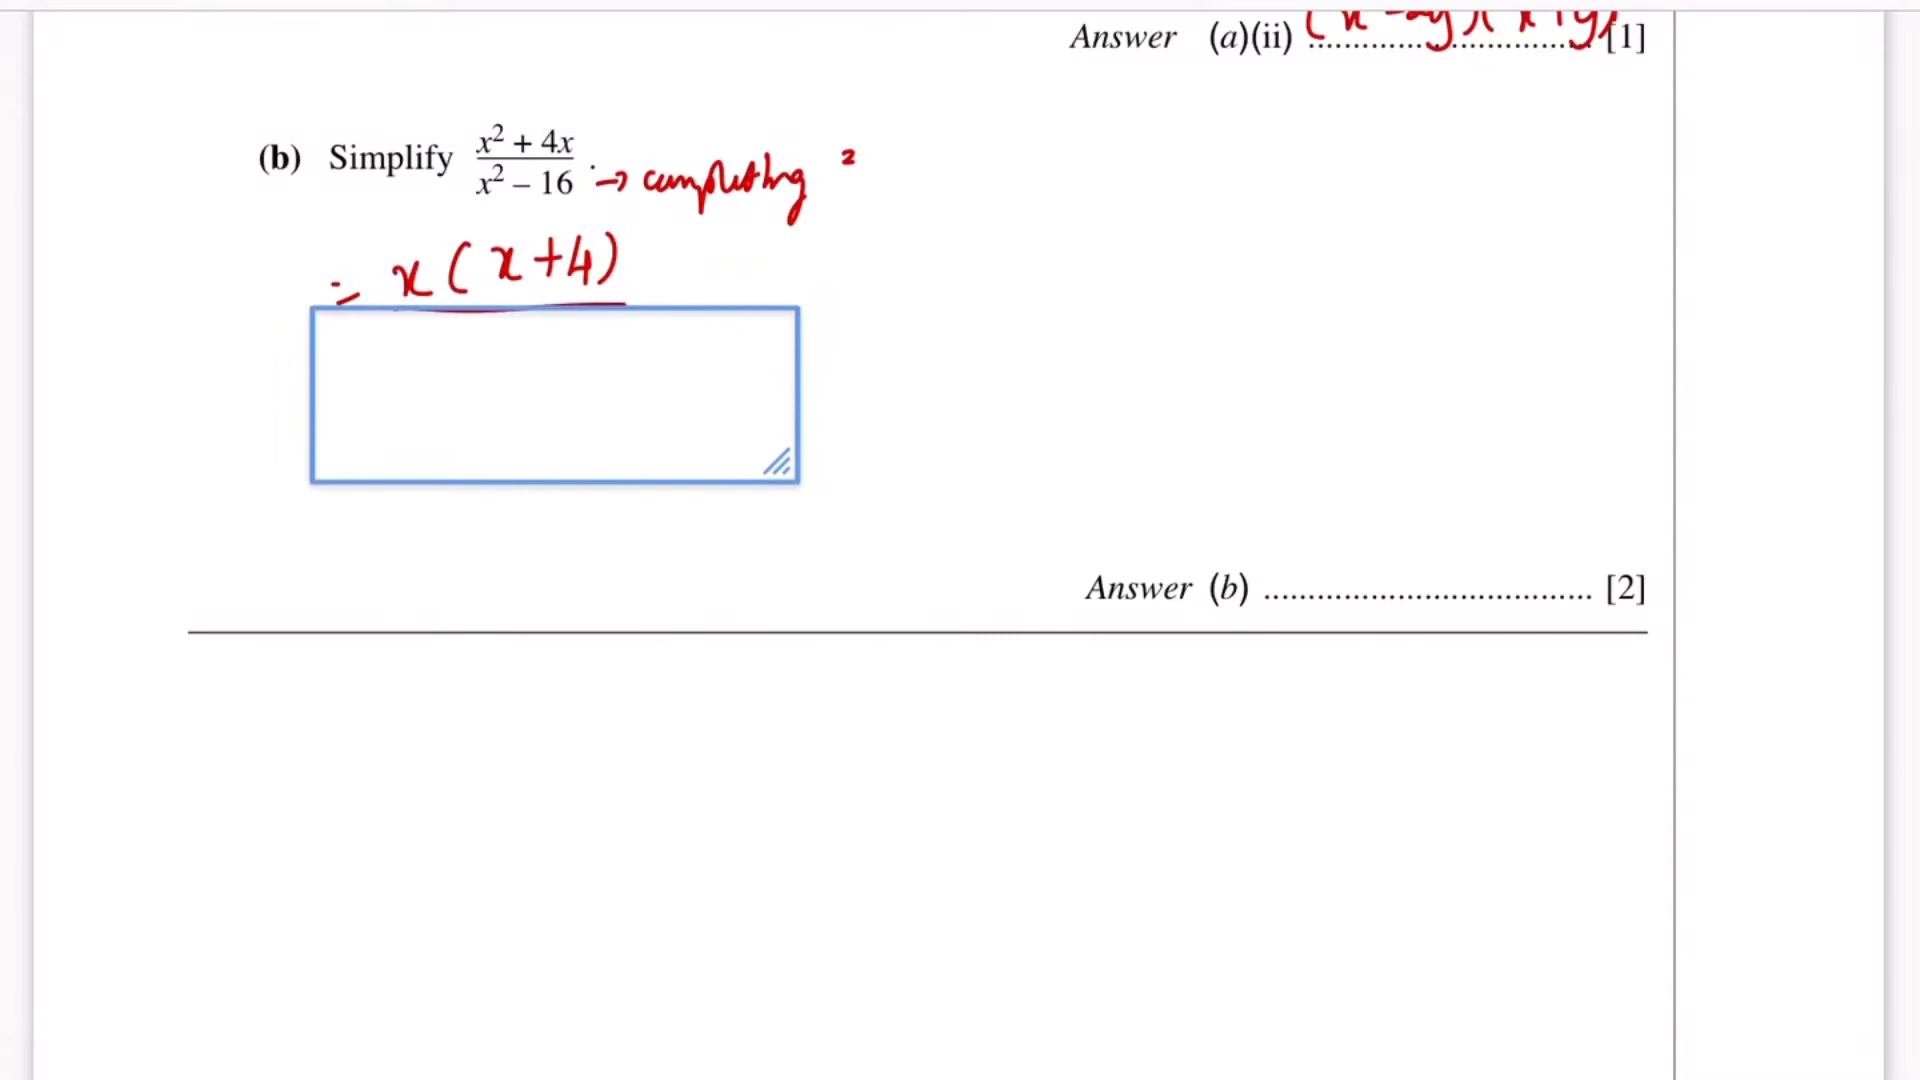 Answer (a)(ii) ........................ [1]
(b) Simplify x² + 4x / x² – 16 . → completing ²
= x ( x + 4 )
Answer (b) ..................................... [2]